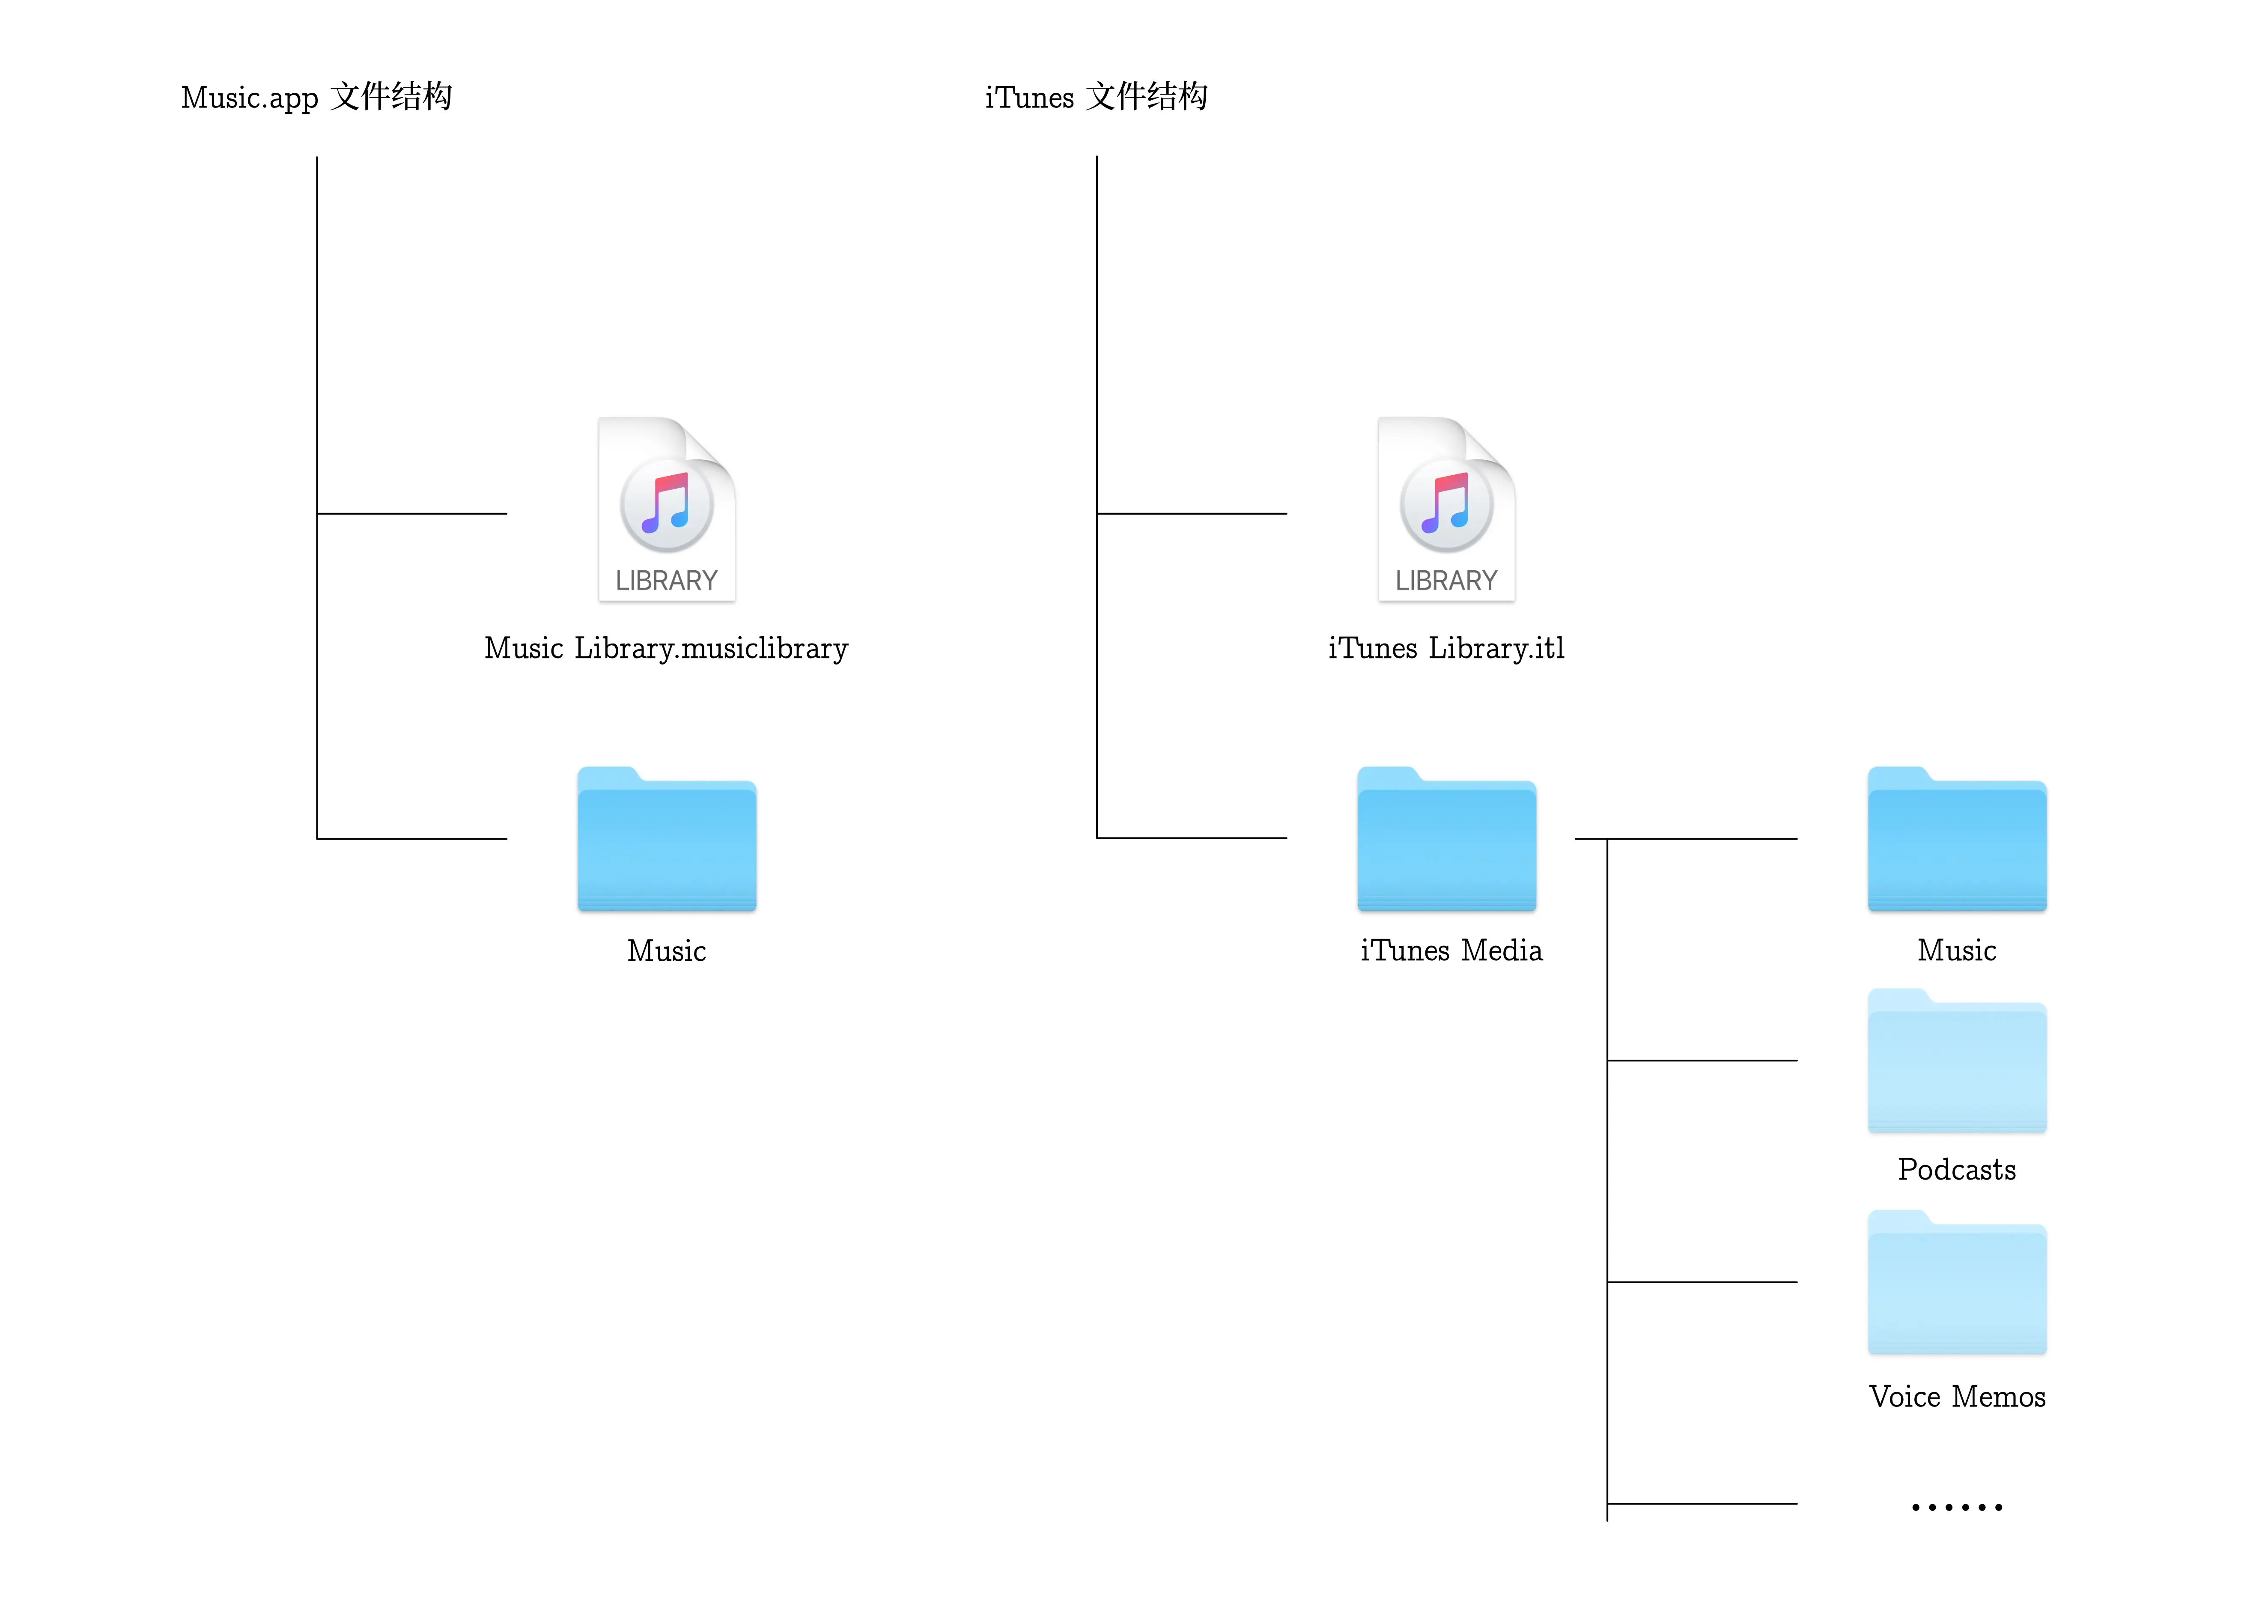 Music.app 文件结构
iTunes 文件结构
LIBRARY
Music Library.musiclibrary
LIBRARY
iTunes Library.itl
Music
iTunes Media
Music
Podcasts
Voice Memos
……